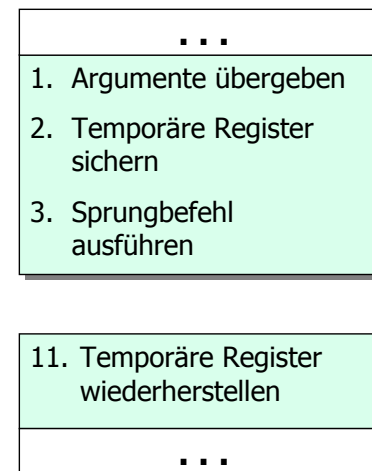 ...
1. Argumente übergeben
2. Temporäre Register
sichern
3. Sprungbefehl
ausführen
11. Temporäre Register
wiederherstellen
...